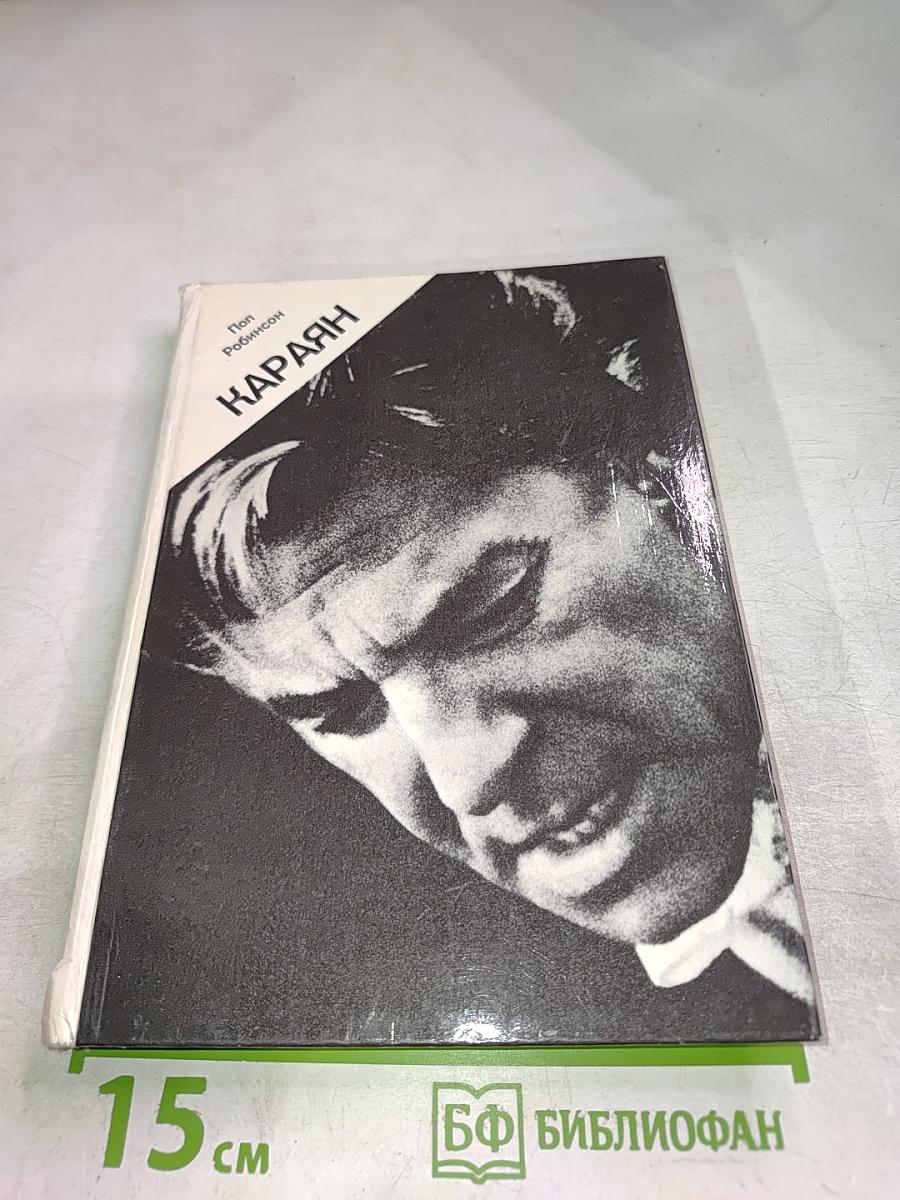 Пол
Робинсон
КАРАЯН
15 см
БФ БИБЛИОФАН